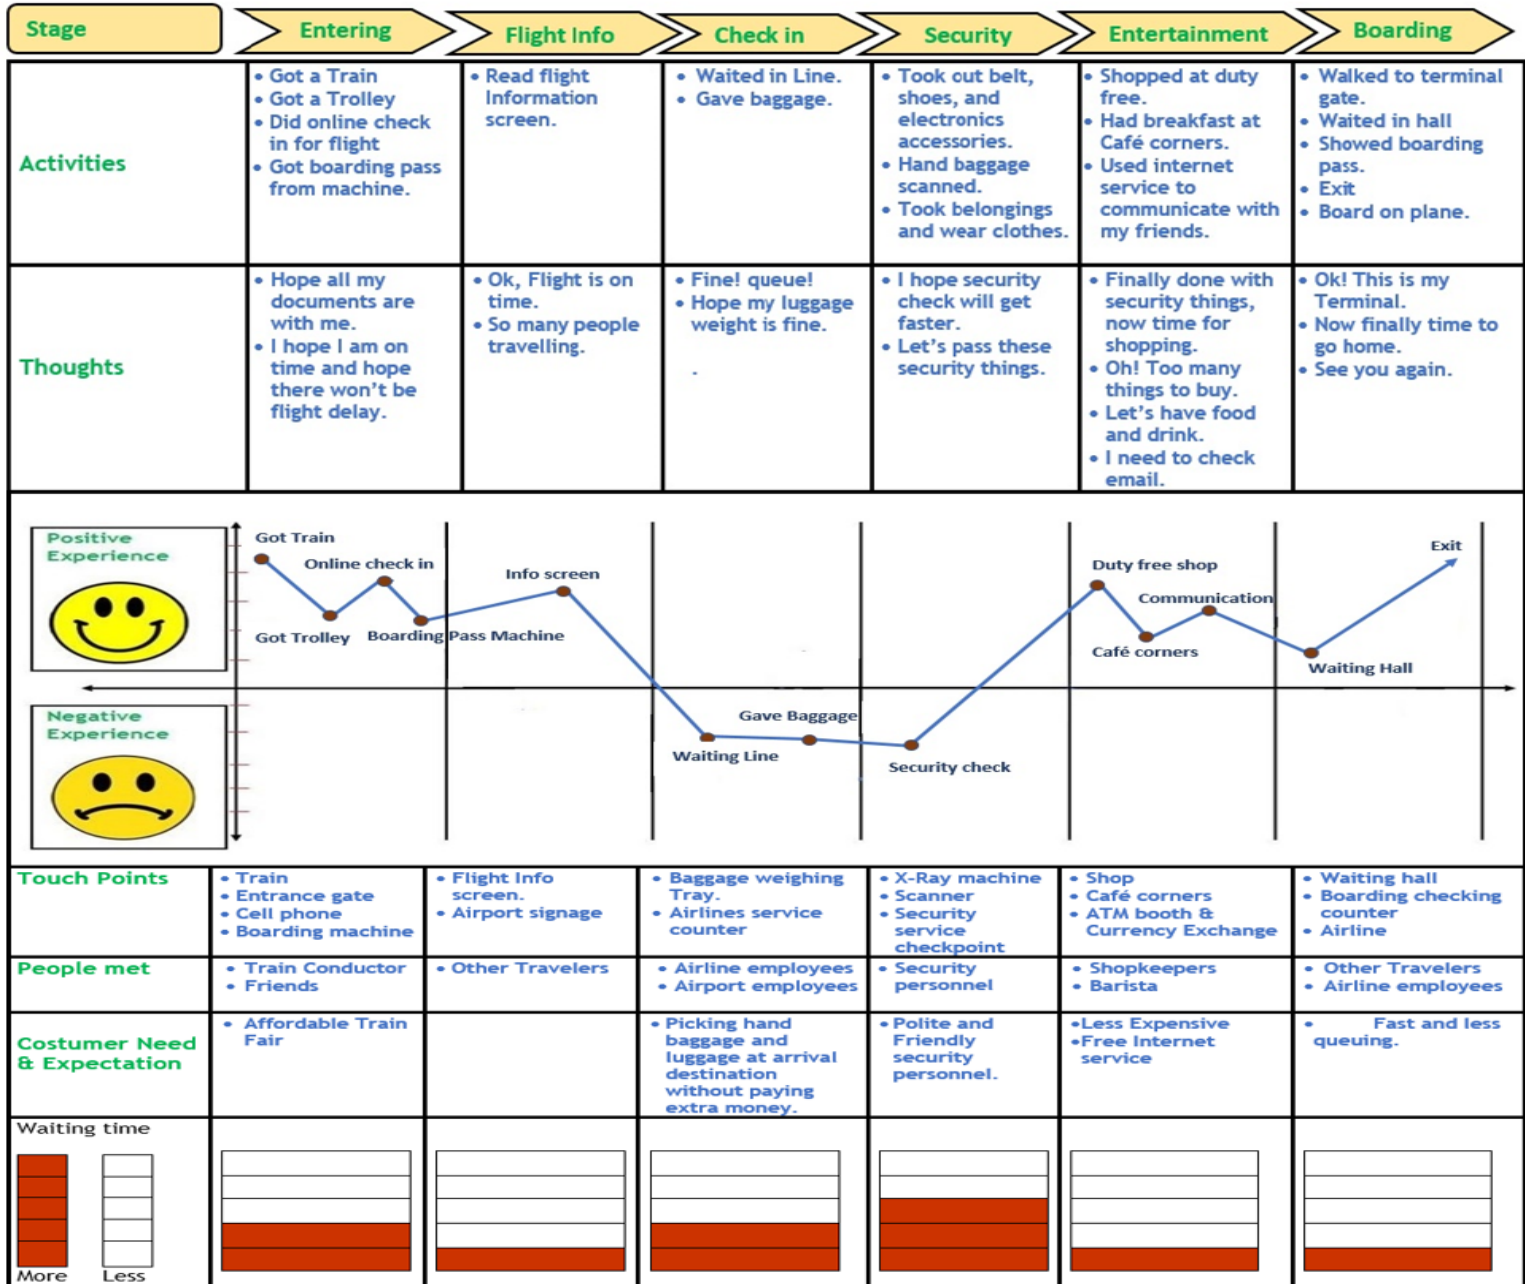 Stage
Entering
Flight Info
Check in
Security
Entertainment
Boarding
Activities
• Got a Train
• Got a Trolley
• Did online check
in for flight
• Got boarding pass
from machine.
• Read flight
Information
screen.
• Waited in Line.
• Gave baggage.
• Took out belt,
shoes, and
electronics
accessories.
• Hand baggage
scanned.
• Took belongings
and wear clothes.
• Shopped at duty
free.
• Had breakfast at
Café corners.
• Used internet
service to
communicate with
my friends.
• Walked to terminal
gate.
• Waited in hall
• Showed boarding
pass.
• Exit
• Board on plane.
Thoughts
• Hope all my
documents are
with me.
• I hope I am on
time and hope
there won't be
flight delay.
• Ok, Flight is on
time.
• So many people
travelling.
• Fine! queue!
• Hope my luggage
weight is fine.
.
• I hope security
check will get
faster.
• Let's pass these
security things.
• Finally done with
security things,
now time for
shopping.
• Oh! Too many
things to buy.
• Let's have food
and drink.
• I need to check
email.
• Ok! This is my
Terminal.
• Now finally time to
go home.
• See you again.
Positive
Experience
Negative
Experience
Got Train
Got Trolley
Online check in
Boarding Pass Machine
Info screen
Waiting Line
Gave Baggage
Security check
Duty free shop
Café corners
Communication
Waiting Hall
Exit
Touch Points
• Train
• Entrance gate
• Cell phone
• Boarding machine
• Flight Info
screen.
• Airport signage
• Baggage weighing
Tray.
• Airlines service
counter
• X-Ray machine
• Scanner
• Security
service
checkpoint
• Shop
• Café corners
• ATM booth &
Currency Exchange
• Waiting hall
• Boarding checking
counter
• Airline
People met
• Train Conductor
• Friends
• Other Travelers
• Airline employees
• Airport employees
• Security
personnel
• Shopkeepers
• Barista
• Other Travelers
• Airline employees
Costumer Need
& Expectation
• Affordable Train
Fair
• Picking hand
baggage and
luggage at arrival
destination
without paying
extra money.
• Polite and
Friendly
security
personnel.
•Less Expensive
•Free Internet
service
• Fast and less
queuing.
Waiting time
More
Less